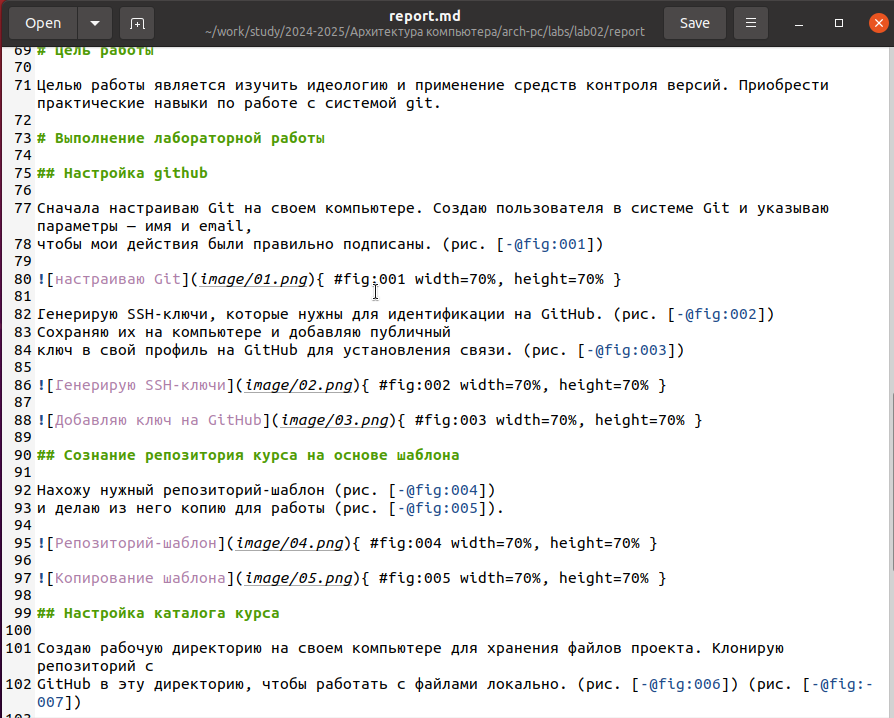 Open
report.md
~/work/study/2024-2025/Архитектура компьютера/arch-pc/labs/lab02/report
Save
69 # Цель работы
70
71 Целью работы является изучить идеологию и применение средств контроля версий. Приобрести
практические навыки по работе с системой git.
72
73 # Выполнение лабораторной работы
74
75 ## Настройка github
76
77 Сначала настраиваю Git на своем компьютере. Создаю пользователя в системе Git и указываю
параметры — имя и email,
78 чтобы мои действия были правильно подписаны. (рис. [-@fig:001])
79
80 ![настраиваю Git](image/01.png){ #fig:001 width=70%, height=70% }
81
82 Генерирую SSH-ключи, которые нужны для идентификации на GitHub. (рис. [-@fig:002])
83 Сохраняю их на компьютере и добавляю публичный
84 ключ в свой профиль на GitHub для установления связи. (рис. [-@fig:003])
85
86 ![Генерирую SSH-ключи](image/02.png){ #fig:002 width=70%, height=70% }
87
88 ![Добавляю ключ на GitHub](image/03.png){ #fig:003 width=70%, height=70% }
89
90 ## Сознание репозитория курса на основе шаблона
91
92 Нахожу нужный репозиторий-шаблон (рис. [-@fig:004])
93 и делаю из него копию для работы (рис. [-@fig:005]).
94
95 ![Репозиторий-шаблон](image/04.png){ #fig:004 width=70%, height=70% }
96
97 ![Копирование шаблона](image/05.png){ #fig:005 width=70%, height=70% }
98
99 ## Настройка каталога курса
100
101 Создаю рабочую директорию на своем компьютере для хранения файлов проекта. Клонирую
репозиторий с
102 GitHub в эту директорию, чтобы работать с файлами локально. (рис. [-@fig:006]) (рис. [-@fig:-
007])
103